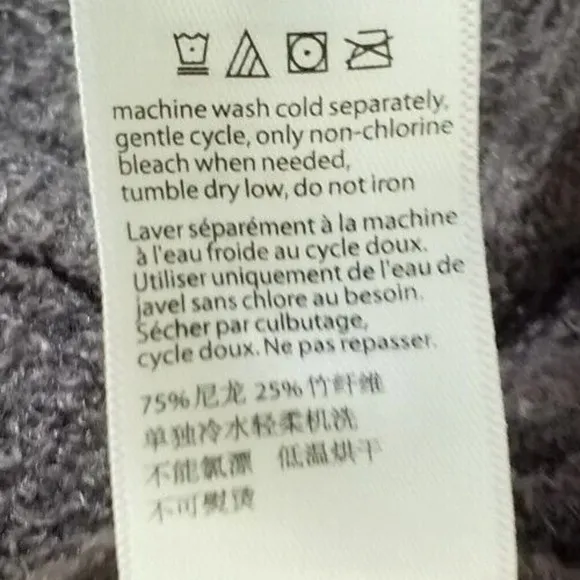 machine wash cold separately.
gentle cycle, only non-chlorine
bleach when needed,
tumble dry low, do not iron
Laver séparément à la machine
à l'eau froide au cycle doux.
Utiliser uniquement de l'eau de
javel sans chlore au besoin.
Sécher par culbutage,
cycle doux. Ne pas repasser.
75%尼龙 25%竹纤维
单独冷水轻柔机洗
不能氯漂 低温烘干
不可熨烫